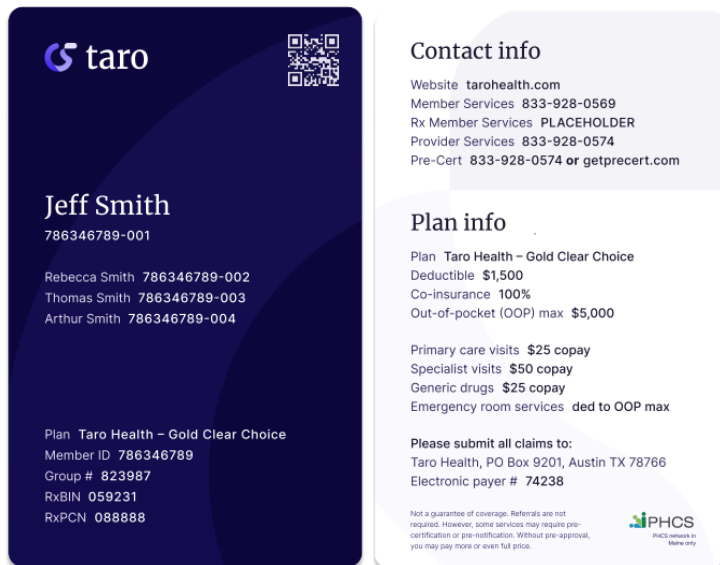 taro
Jeff Smith
786346789-001
Rebecca Smith 786346789-002
Thomas Smith 786346789-003
Arthur Smith 786346789-004
Plan Taro Health – Gold Clear Choice
Member ID 786346789
Group # 823987
RxBIN 059231
RxPCN 088888
Contact info
Website tarohealth.com
Member Services 833-928-0569
Rx Member Services PLACEHOLDER
Provider Services 833-928-0574
Pre-Cert 833-928-0574 or getprecert.com
Plan info
Plan Taro Health – Gold Clear Choice
Deductible $1,500
Co-insurance 100%
Out-of-pocket (OOP) max $5,000
Primary care visits $25 copay
Specialist visits $50 copay
Generic drugs $25 copay
Emergency room services ded to OOP max
Please submit all claims to:
Taro Health, PO Box 9201, Austin TX 78766
Electronic payer # 74238
Not a guarantee of coverage. Referrals are not
required. However, some services may require pre-
certification or pre-notification. Without pre-approval,
you may pay more or even full price.
PHCS
PHCS network in
Maine only